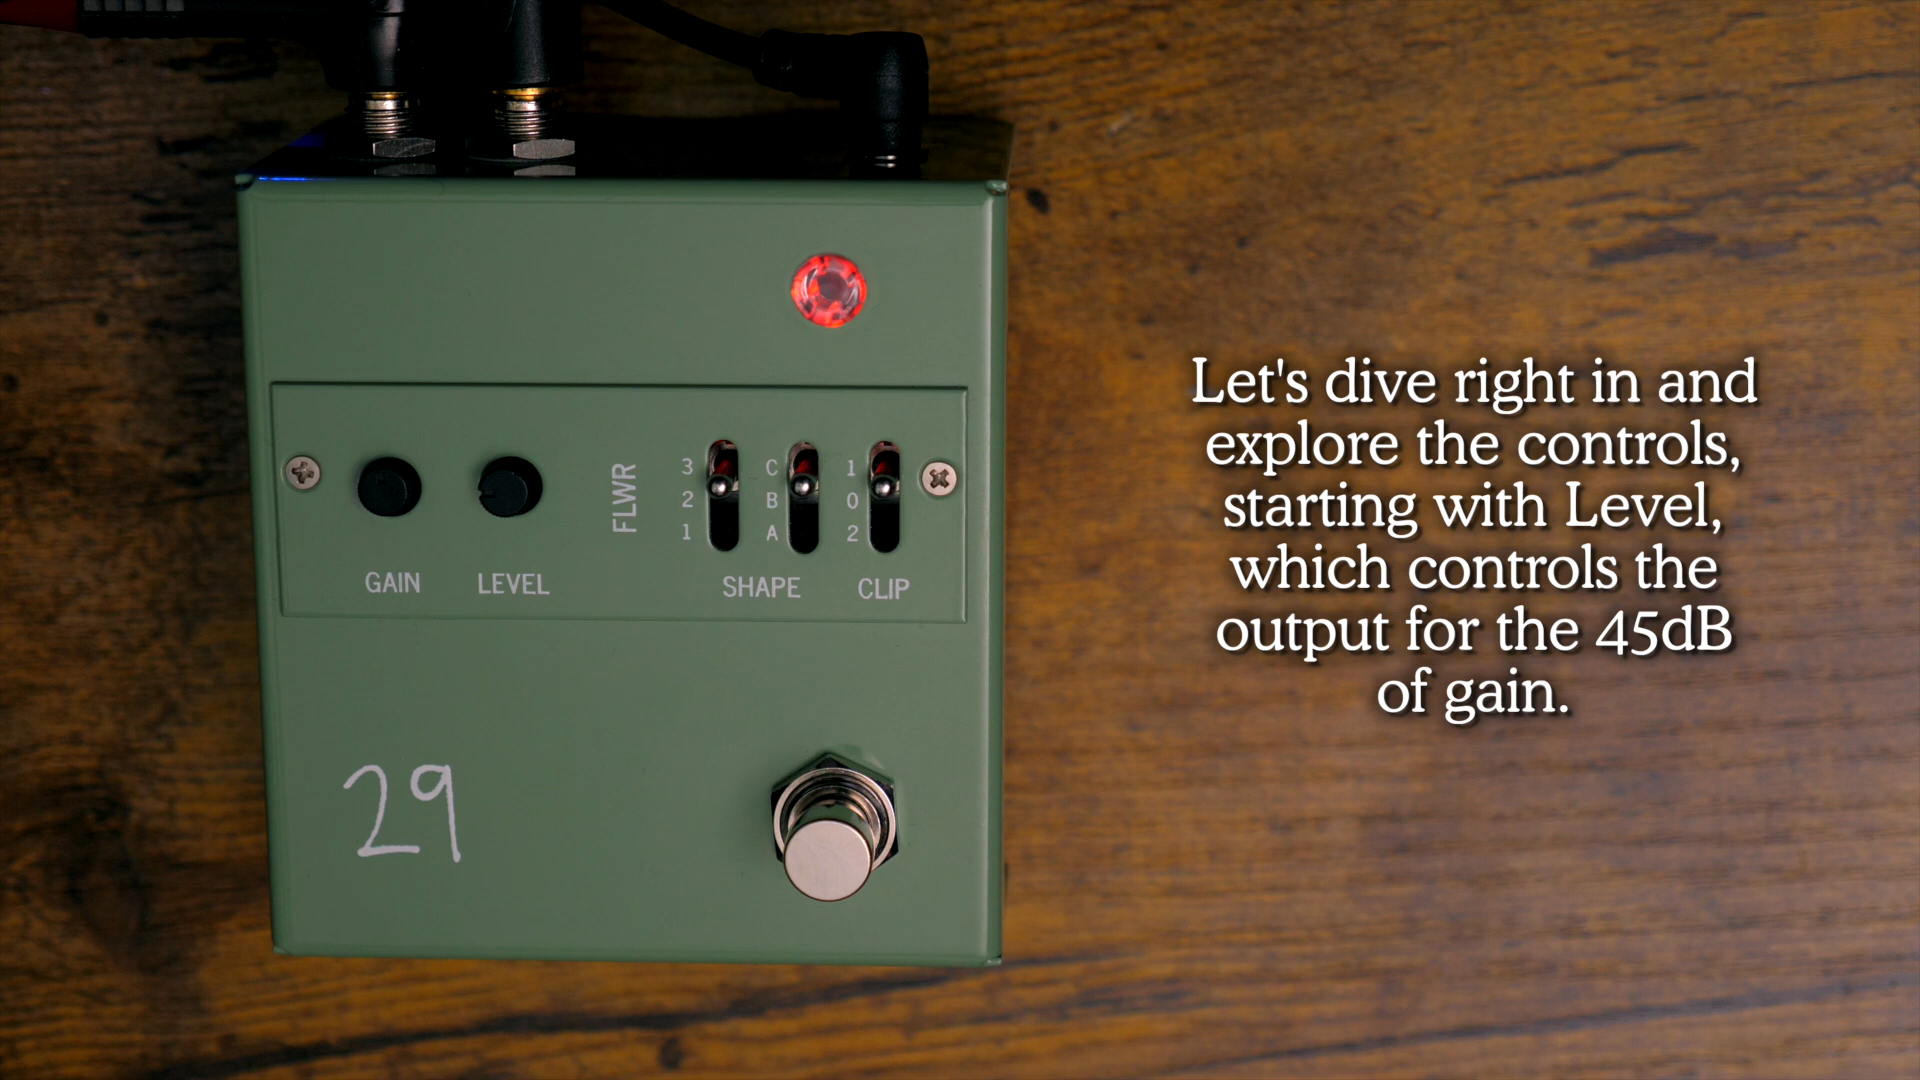 FLWR
3 C 1
2 B 0
1 A 2
GAIN LEVEL SHAPE CLIP
29
Let's dive right in and
explore the controls,
starting with Level,
which controls the
output for the 45dB
of gain.